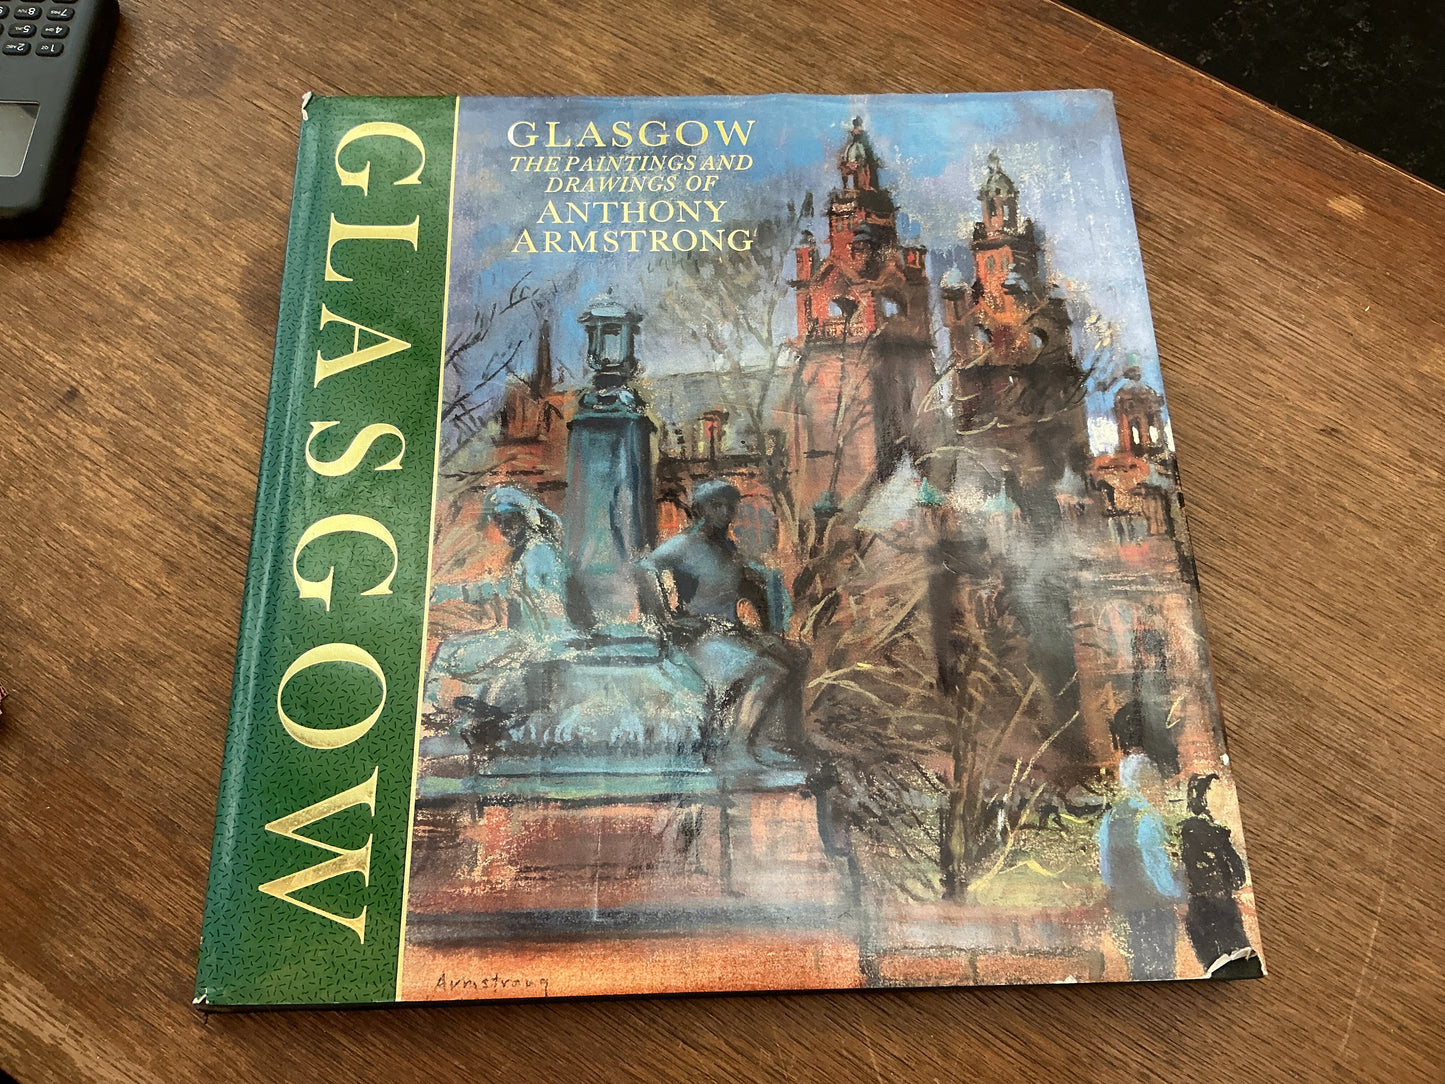 GLASGOW
GLASGOW
THE PAINTINGS AND
DRAWINGS OF
ANTHONY
ARMSTRONG
Armstrong